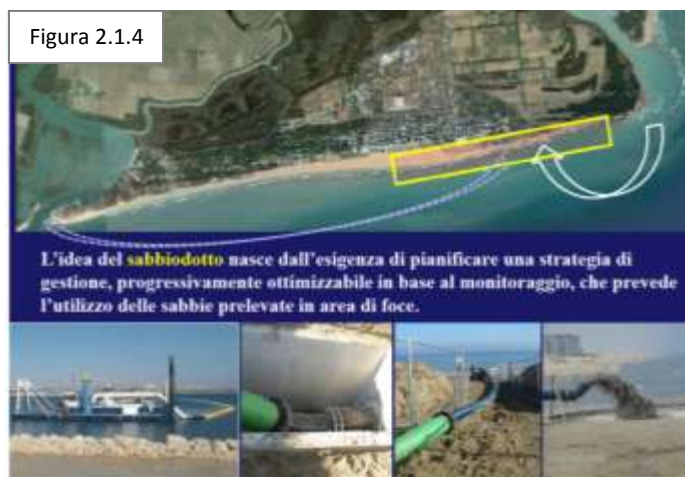 Figura 2.1.4
L'idea del sabbiodotto nasce dall'esigenza di pianificare una strategia di
gestione, progressivamente ottimizzabile in base al monitoraggio, che prevede
l'utilizzo delle sabbie prelevate in area di foce.